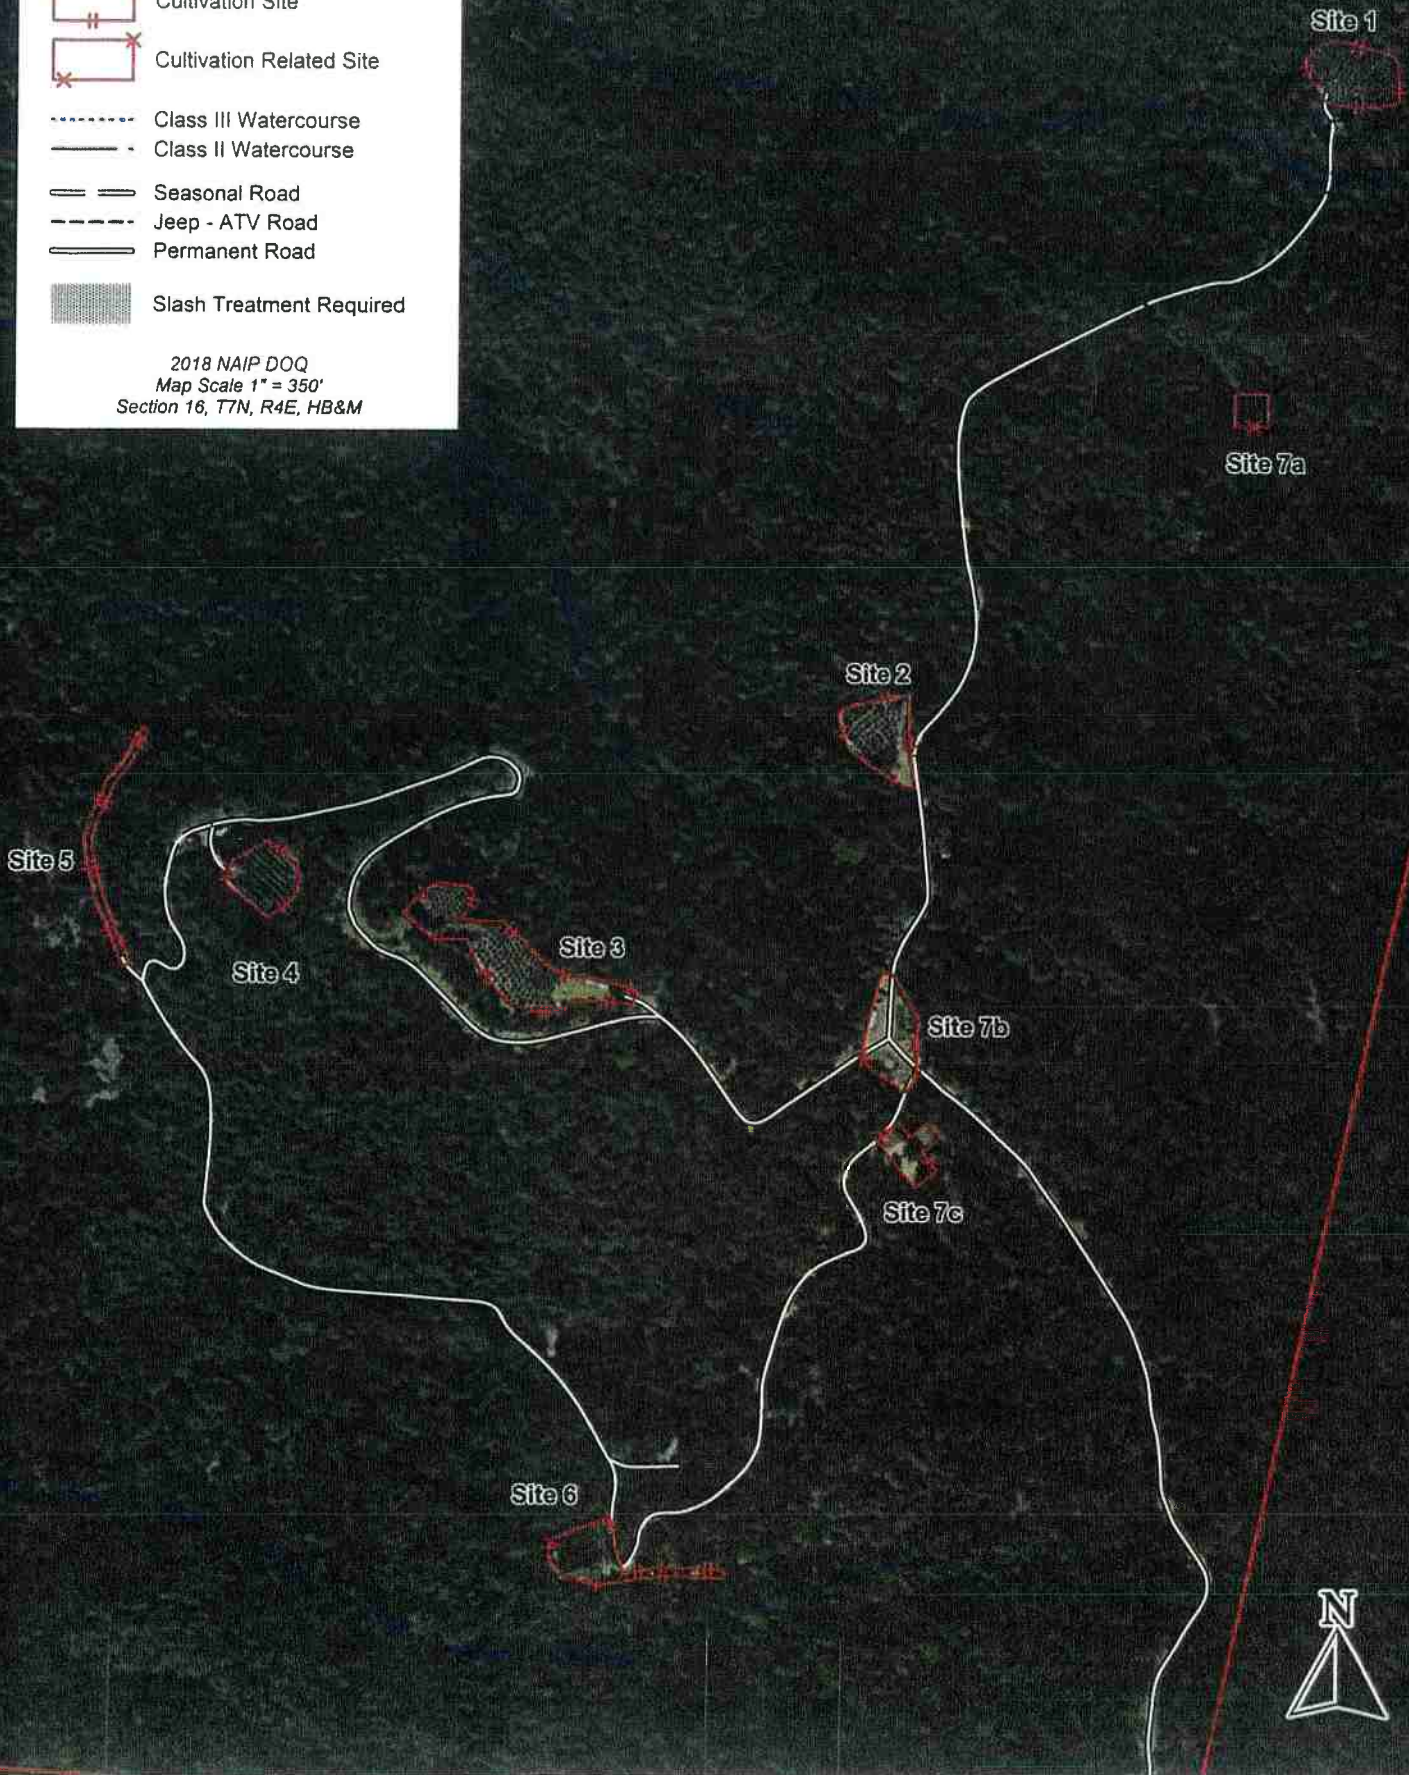 Cultivation Site
Cultivation Related Site
Class III Watercourse
Class II Watercourse
Seasonal Road
Jeep - ATV Road
Permanent Road
Slash Treatment Required
2018 NAIP DOQ
Map Scale 1" = 350'
Section 16, T7N, R4E, HB&M
Site 1
Site 7a
Site 2
Site 5
Site 3
Site 4
Site 7b
Site 7c
Site 6
N